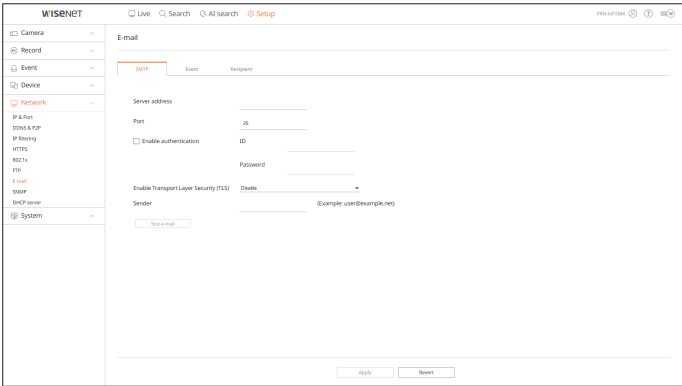 WISENET
Live Search AI search Setup
PRN-6410B4 ? W
Camera
Record
Event
Device
Network
IP & Port
DDNS & P2P
IP filtering
HTTPS
802.1x
FTP
E-mail
SNMP
DHCP server
System
E-mail
SMTP Event Recipient
Server address
Port 25
Enable authentication ID
Password
Enable Transport Layer Security (TLS) Disable
Sender (Example: user@example.net)
Test e-mail
Apply Revert